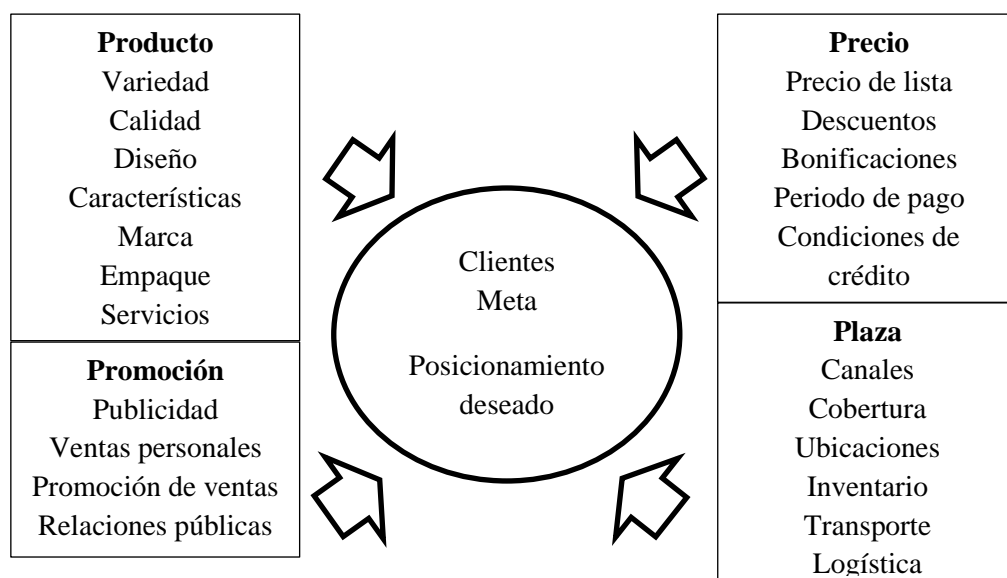 Producto
Variedad
Calidad
Diseño
Características
Marca
Empaque
Servicios
Promoción
Publicidad
Ventas personales
Promoción de ventas
Relaciones públicas
Clientes
Meta
Posicionamiento
deseado
Precio
Precio de lista
Descuentos
Bonificaciones
Periodo de pago
Condiciones de
crédito
Plaza
Canales
Cobertura
Ubicaciones
Inventario
Transporte
Logística